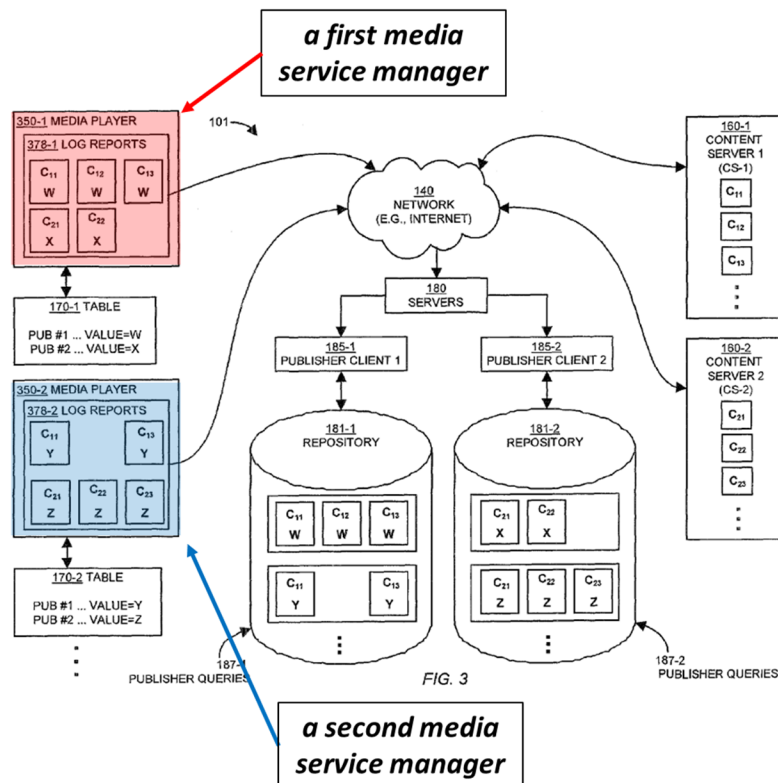 a first media
service manager
350-1 MEDIA PLAYER
378-1 LOG REPORTS
C11
W
C12
W
C13
W
C21
X
C22
X
101
140
NETWORK
(E.G., INTERNET)
160-1
CONTENT
SERVER 1
(CS-1)
C11
C12
C13
170-1 TABLE
PUB #1 ... VALUE=W
PUB #2 ... VALUE=X
180
SERVERS
185-1
PUBLISHER CLIENT 1
185-2
PUBLISHER CLIENT 2
160-2
CONTENT
SERVER 2
(CS-2)
C21
C22
C23
350-2 MEDIA PLAYER
378-2 LOG REPORTS
C11
Y
C13
Y
C21
Z
C22
Z
C23
Z
181-1
REPOSITORY
C11
W
C12
W
C13
W
C11
Y
C13
Y
181-2
REPOSITORY
C21
X
C22
X
C21
Z
C22
Z
C23
Z
170-2 TABLE
PUB #1 ... VALUE=Y
PUB #2 ... VALUE=Z
187-1
PUBLISHER QUERIES
FIG. 3
187-2
PUBLISHER QUERIES
a second media
service manager